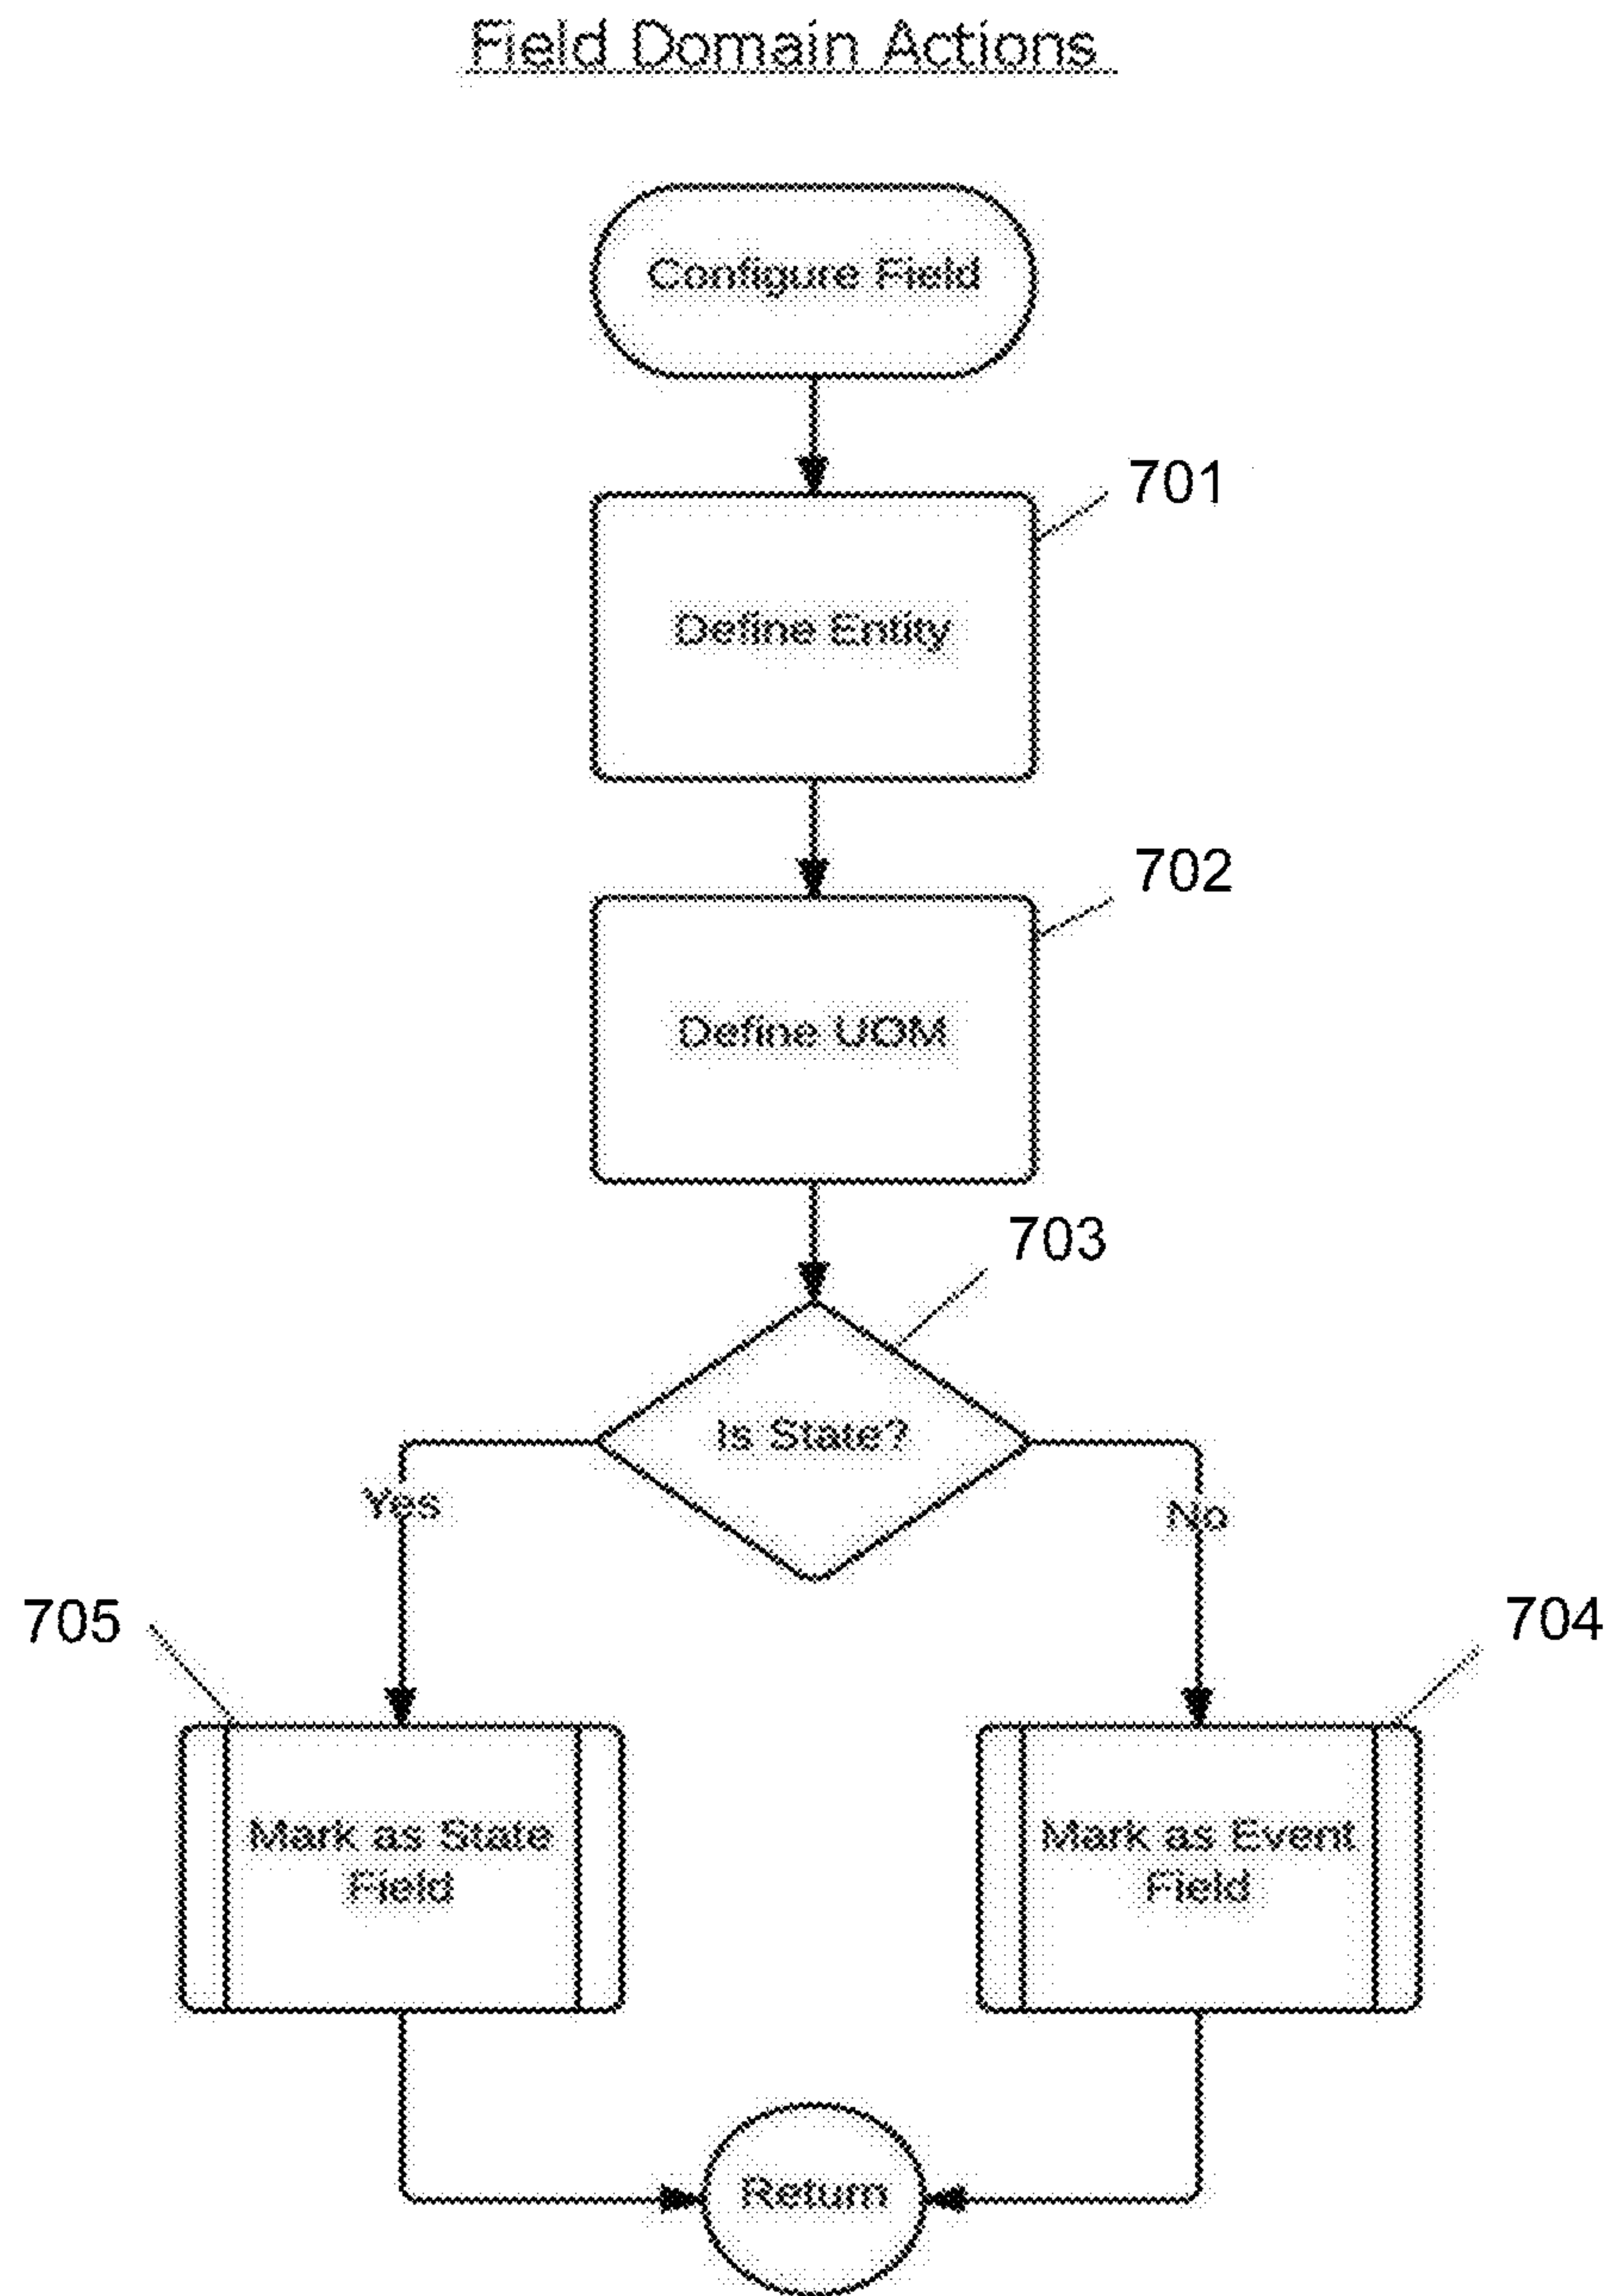 Field Domain Actions
Configure Field
701
Define Entity
702
Define UOM
703
Is State?
Yes
No
705
704
Mark as State
Field
Mark as Event
Field
Return